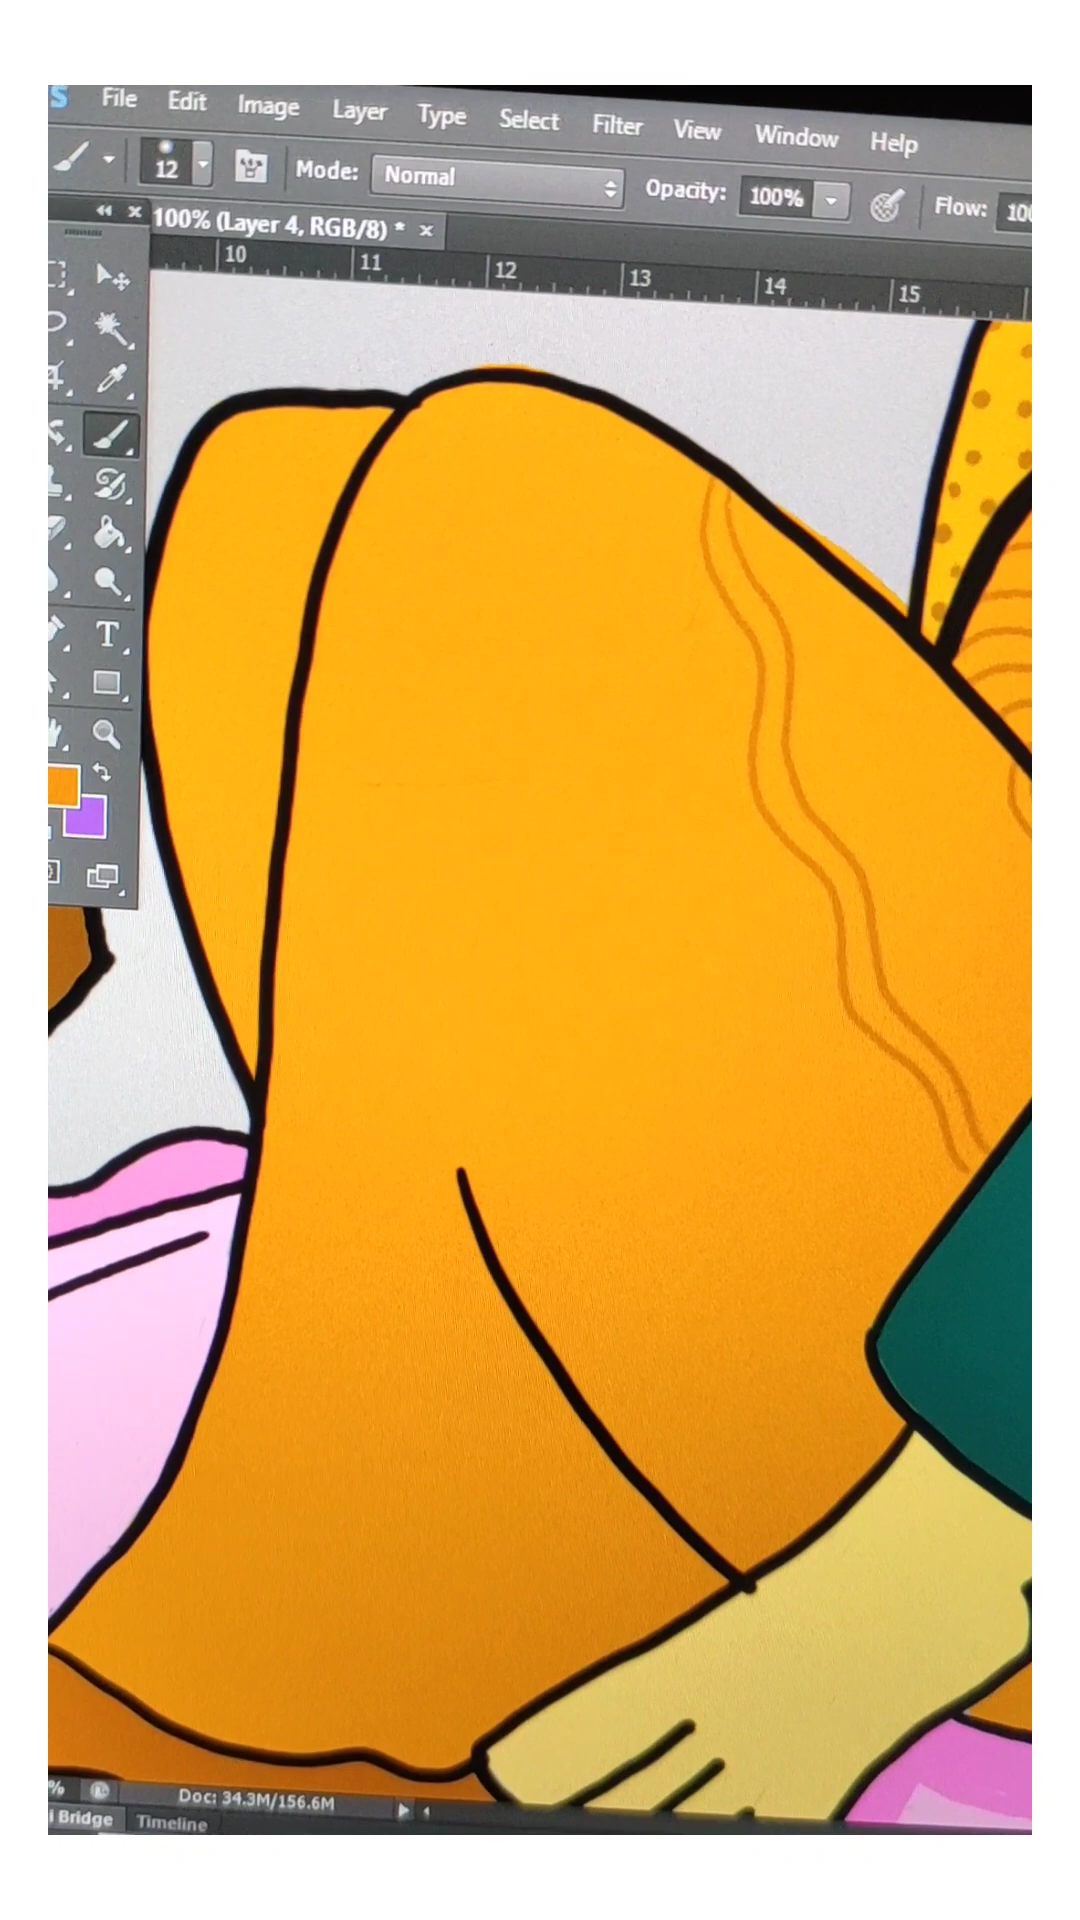 File Edit Image Layer Type Select Filter View Window Help
12 Mode: Normal Opacity: 100% Flow:
100% (Layer 4, RGB/8) * ×
10 11 12 13 14 15
T
Doc: 34.3M/156.6M
Bridge Timeline